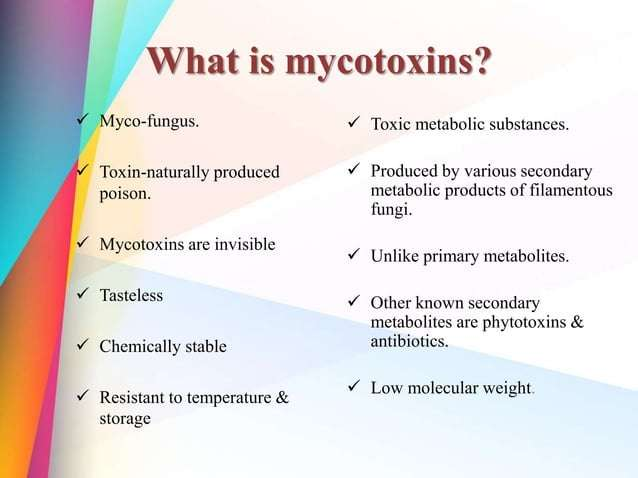 What is mycotoxins?
✓ Myco-fungus.
✓ Toxin-naturally produced
poison.
✓ Mycotoxins are invisible
✓ Tasteless
✓ Chemically stable
✓ Resistant to temperature &
storage
✓ Toxic metabolic substances.
✓ Produced by various secondary
metabolic products of filamentous
fungi.
✓ Unlike primary metabolites.
✓ Other known secondary
metabolites are phytotoxins &
antibiotics.
✓ Low molecular weight.